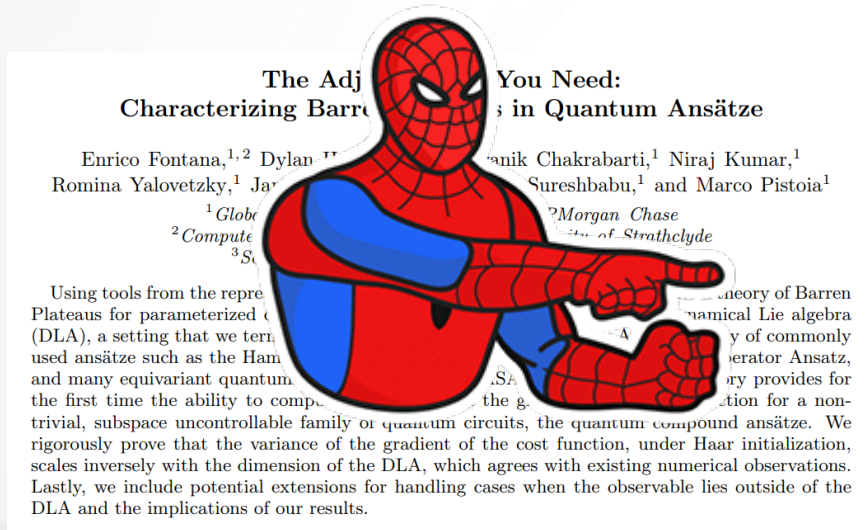 The Adj You Need:
Characterizing Barre s in Quantum Ansätze
Enrico Fontana,1, 2 Dylan anik Chakrabarti,1 Niraj Kumar,1
Romina Yalovetzky,1 Ja Sureshbabu,1 and Marco Pistoia1
1 Glob PMorgan Chase
2 Compute ity of Strathclyde
3 S
Using tools from the repre theory of Barren
Plateaus for parameterized namical Lie algebra
(DLA), a setting that we ter y of commonly
used ansätze such as the Ham perator Ansatz,
and many equivariant quantum SA ry provides for
the first time the ability to comp the g ction for a non-
trivial, subspace uncontrollable family of quantum circuits, the quantum compound ansätze. We
rigorously prove that the variance of the gradient of the cost function, under Haar initialization,
scales inversely with the dimension of the DLA, which agrees with existing numerical observations.
Lastly, we include potential extensions for handling cases when the observable lies outside of the
DLA and the implications of our results.